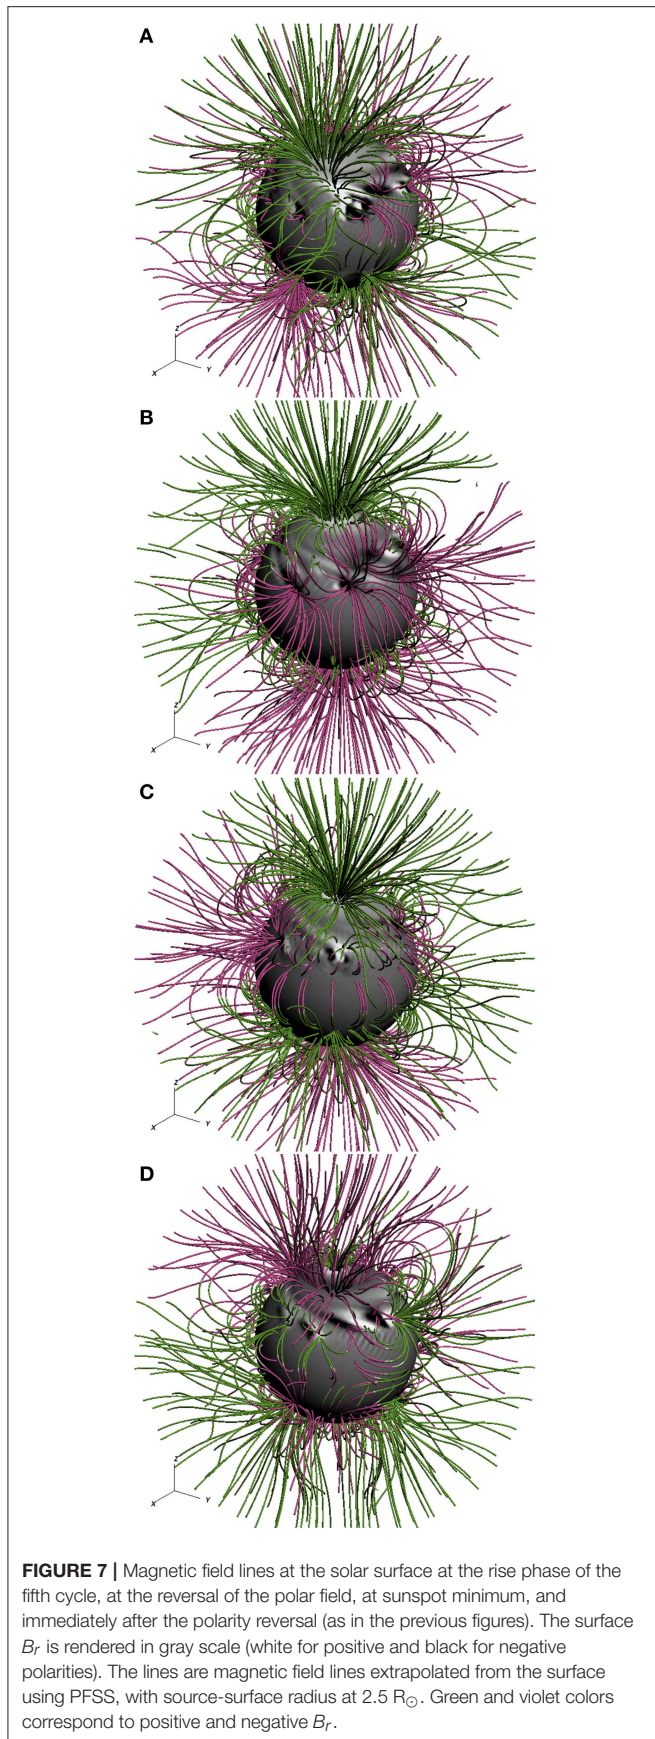 A
Z
X
Y
B
Z
X
Y
C
Z
X
Y
D
Z
X
Y
FIGURE 7 | Magnetic field lines at the solar surface at the rise phase of the
fifth cycle, at the reversal of the polar field, at sunspot minimum, and
immediately after the polarity reversal (as in the previous figures). The surface
Br is rendered in gray scale (white for positive and black for negative
polarities). The lines are magnetic field lines extrapolated from the surface
using PFSS, with source-surface radius at 2.5 R⊙. Green and violet colors
correspond to positive and negative Br.